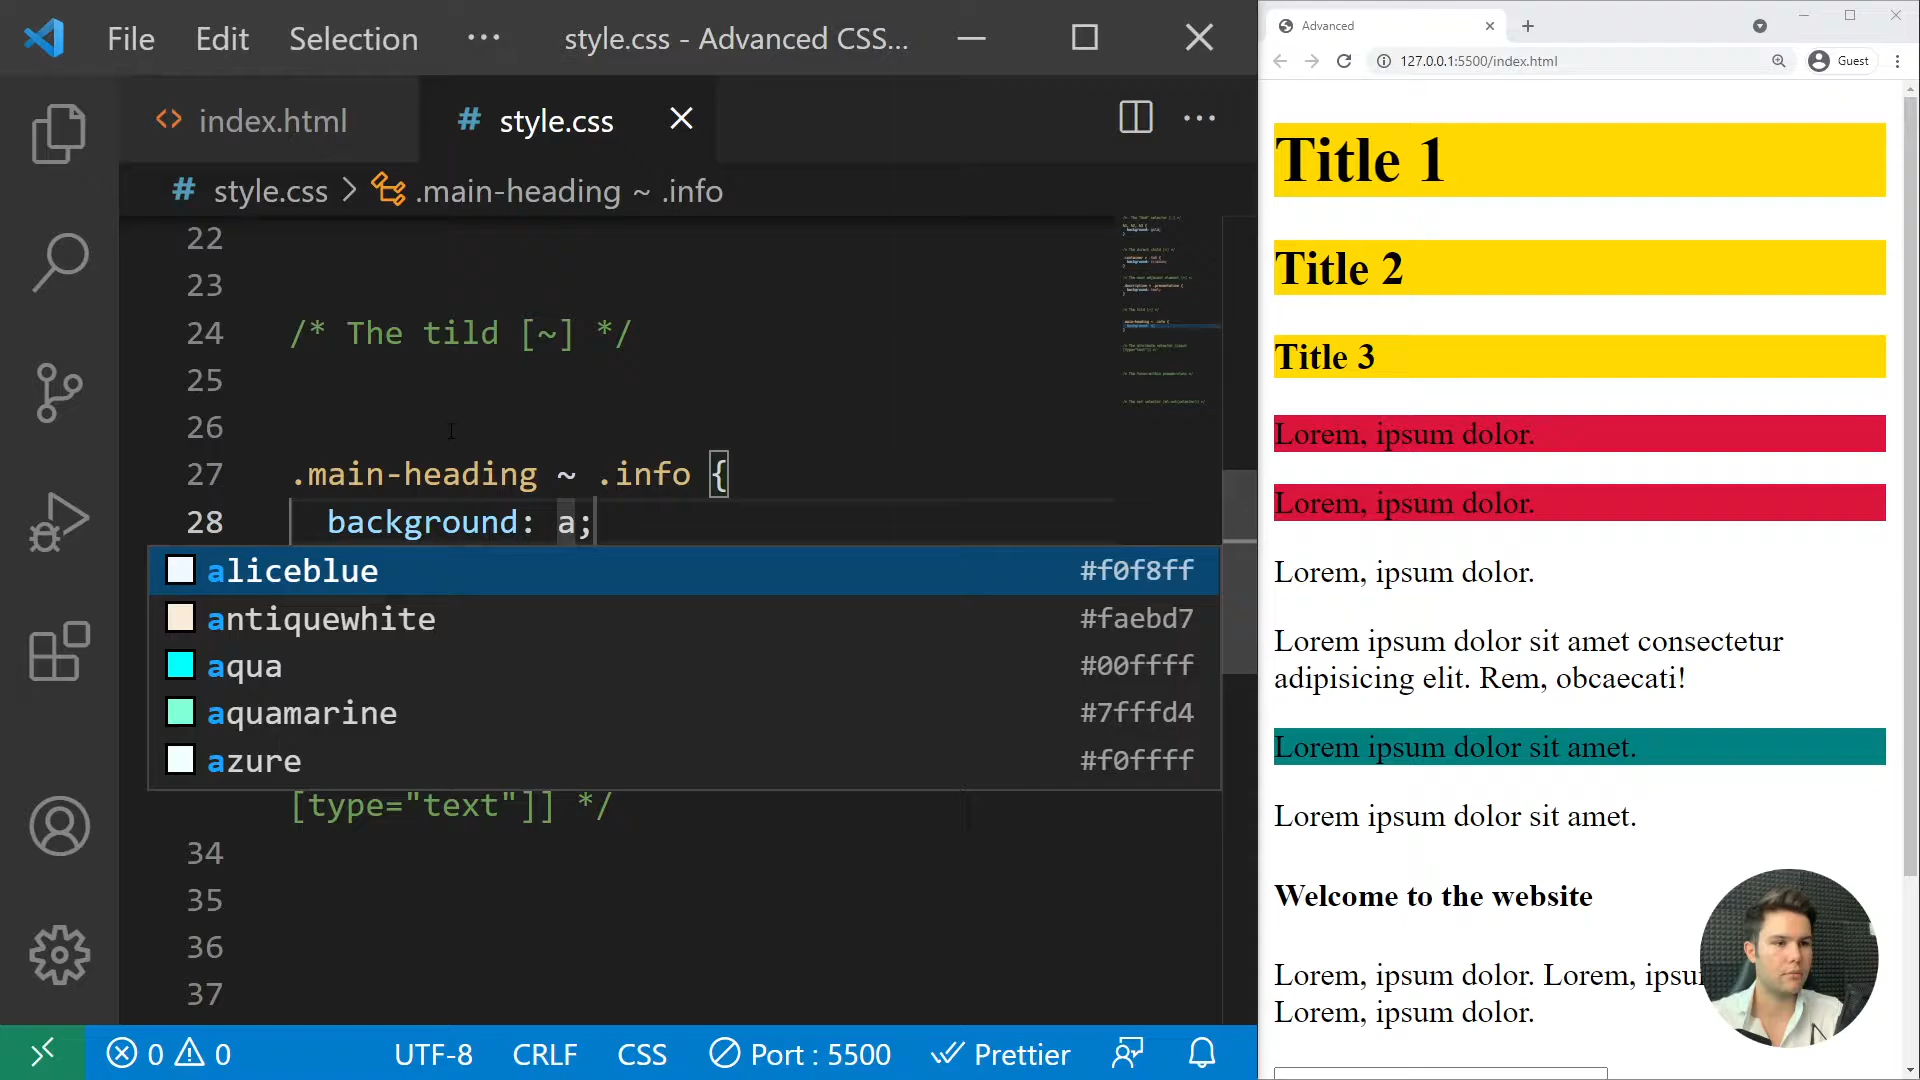 File Edit Selection ··· style.css - Advanced CSS...
index.html # style.css
# style.css > .main-heading ~ .info
22
23
24 /* The tild [~] */
25
26
27 .main-heading ~ .info {
28 background: a;
aliceblue #f0f8ff
antiquewhite #faebd7
aqua #00ffff
aquamarine #7fffd4
azure #f0ffff
[type="text"]] */
34
35
36
37
0 0 UTF-8 CRLF CSS Port : 5500 Prettier
Advanced
127.0.0.1:5500/index.html Guest
Title 1
Title 2
Title 3
Lorem, ipsum dolor.
Lorem, ipsum dolor.
Lorem, ipsum dolor.
Lorem ipsum dolor sit amet consectetur
adipisicing elit. Rem, obcaecati!
Lorem ipsum dolor sit amet.
Lorem ipsum dolor sit amet.
Welcome to the website
Lorem, ipsum dolor. Lorem, ipsu
Lorem, ipsum dolor.